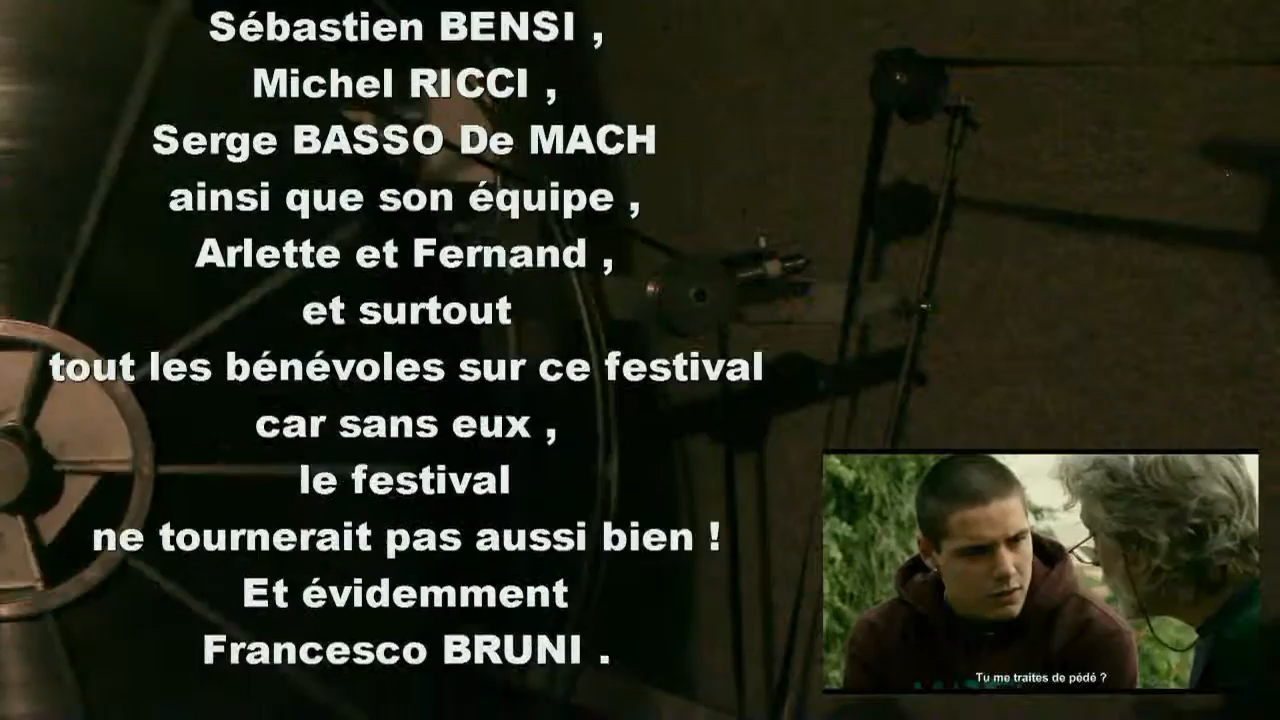 Sébastien BENSI ,
Michel RICCI ,
Serge BASSO De MACH
ainsi que son équipe ,
Arlette et Fernand ,
et surtout
tout les bénévoles sur ce festival
car sans eux ,
le festival
ne tournerait pas aussi bien !
Et évidemment
Francesco BRUNI .
Tu me traites de pédé ?